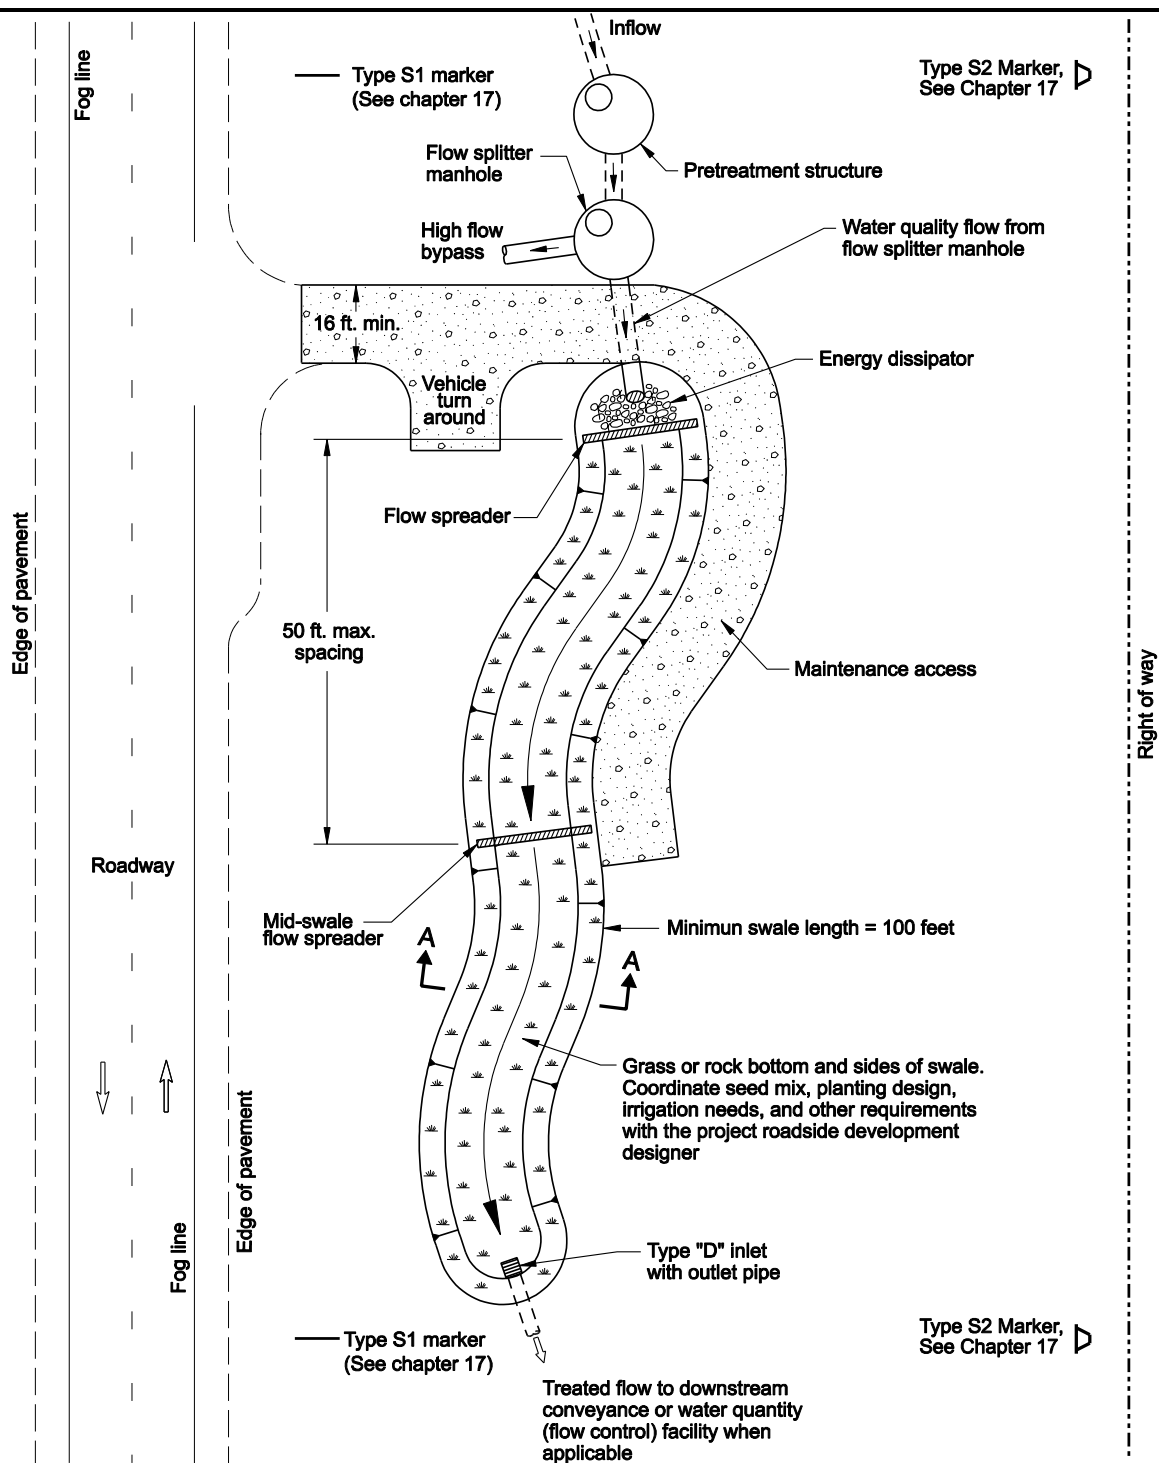 Inflow
Fog line
Type S1 marker
(See chapter 17)
Type S2 Marker,
See Chapter 17
Flow splitter
manhole
Pretreatment structure
High flow
bypass
Water quality flow from
flow splitter manhole
16 ft. min.
Energy dissipator
Vehicle
turn
around
Flow spreader
Edge of pavement
50 ft. max.
spacing
Maintenance access
Right of way
Roadway
Mid-swale
flow spreader
Minimun swale length = 100 feet
A
A
Grass or rock bottom and sides of swale.
Coordinate seed mix, planting design,
irrigation needs, and other requirements
with the project roadside development
designer
Edge of pavement
Fog line
Type "D" inlet
with outlet pipe
Type S1 marker
(See chapter 17)
Type S2 Marker,
See Chapter 17
Treated flow to downstream
conveyance or water quantity
(flow control) facility when
applicable